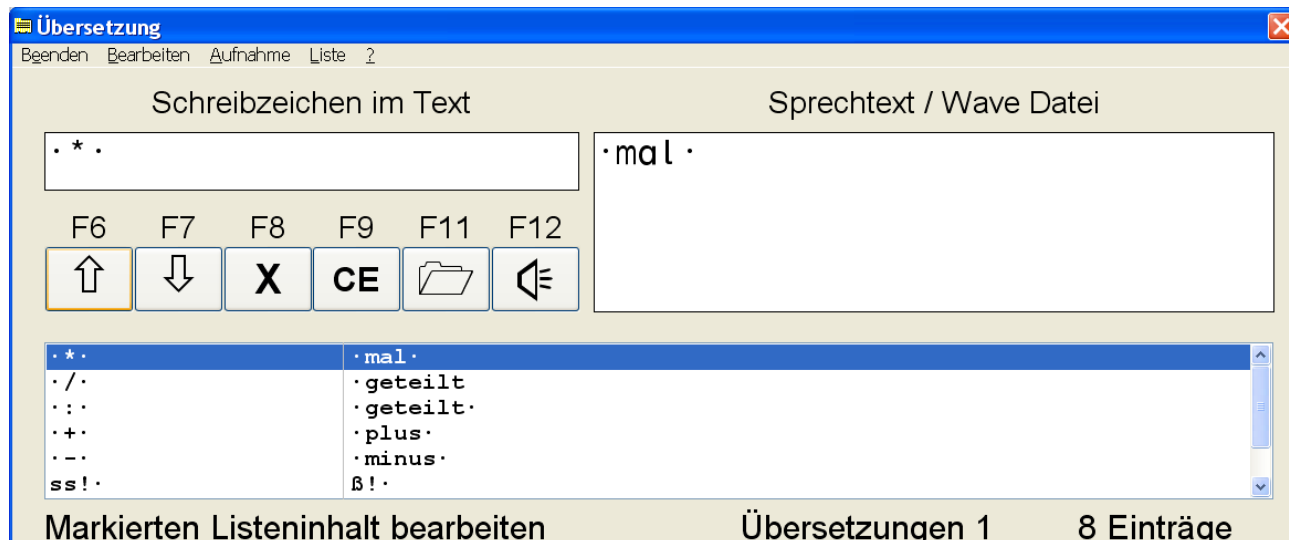 Übersetzung
Beenden Bearbeiten Aufnahme Liste ?
Schreibzeichen im Text
Sprechtext / Wave Datei
·*·
·mal·
F6 F7 F8 F9 F11 F12
X CE
·*· ·mal·
·/· ·geteilt
·:· ·geteilt·
·+· ·plus·
·-· ·minus·
ss!· ß!·
Markierten Listeninhalt bearbeiten Übersetzungen 1 8 Einträge